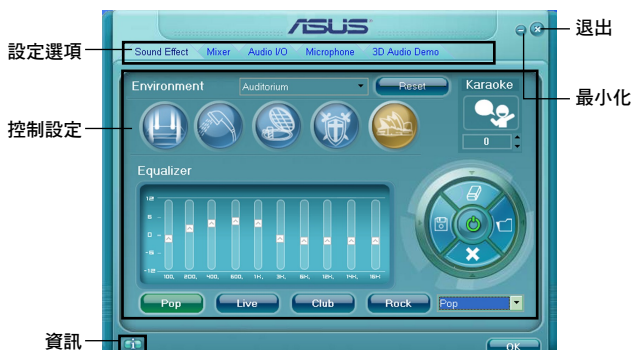 ASUS
退出
設定選項
Sound Effect Mixer Audio I/O Microphone 3D Audio Demo
最小化
Environment Auditorium Reset Karaoke
控制設定
0
Equalizer
12
6
0
-6
-12
100, 200, 400, 600, 1K, 3K, 6K, 12K, 14K, 16K
Pop Live Club Rock Pop
資訊
i
OK